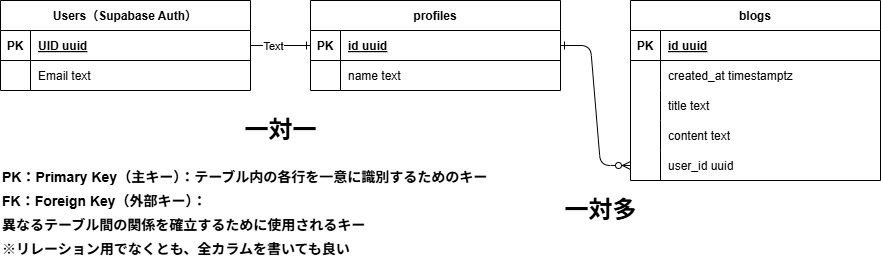 Users（Supabase Auth）
PK UID uuid
Email text
Text
profiles
PK id uuid
name text
blogs
PK id uuid
created_at timestamptz
title text
content text
user_id uuid
一対一
一対多
PK：Primary Key（主キー）：テーブル内の各行を一意に識別するためのキー
FK：Foreign Key（外部キー）：
異なるテーブル間の関係を確立するために使用されるキー
※リレーション用でなくとも、全カラムを書いても良い